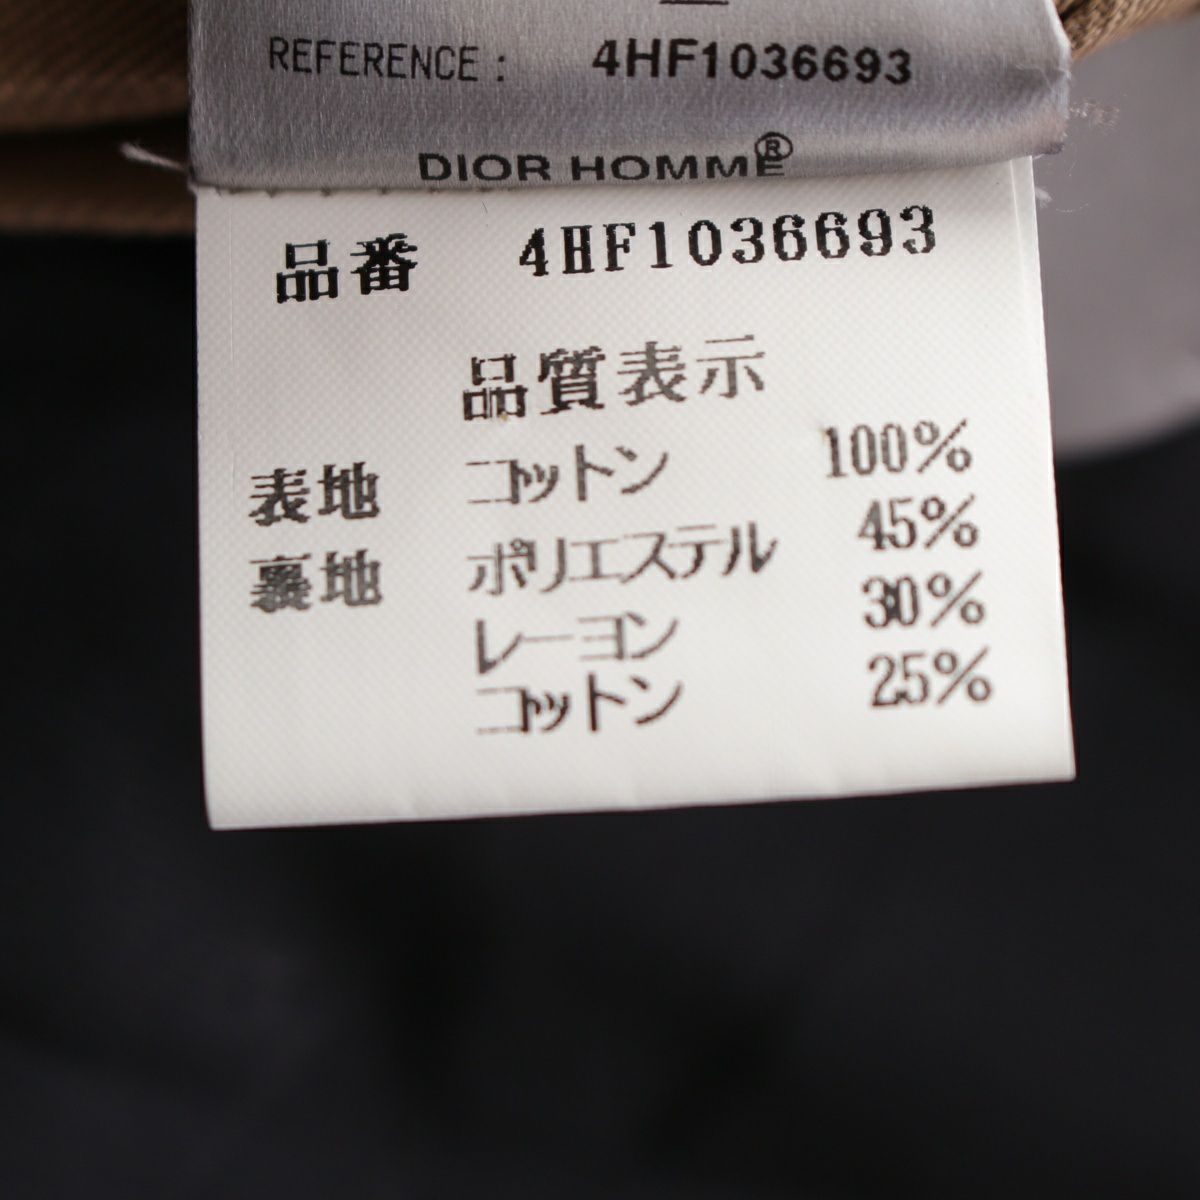 REFERENCE : 4HF1036693
DIOR HOMME®
品番 4HF1036693
品質表示
表地 コットン 100%
裏地 ポリエステル 45%
レーヨン 30%
コットン 25%